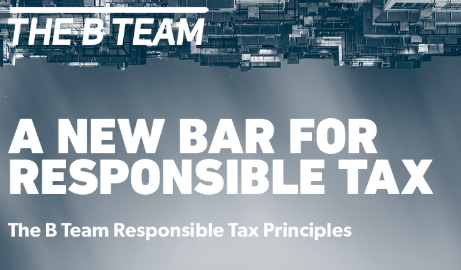 THE B TEAM
A NEW BAR FOR
RESPONSIBLE TAX
The B Team Responsible Tax Principles